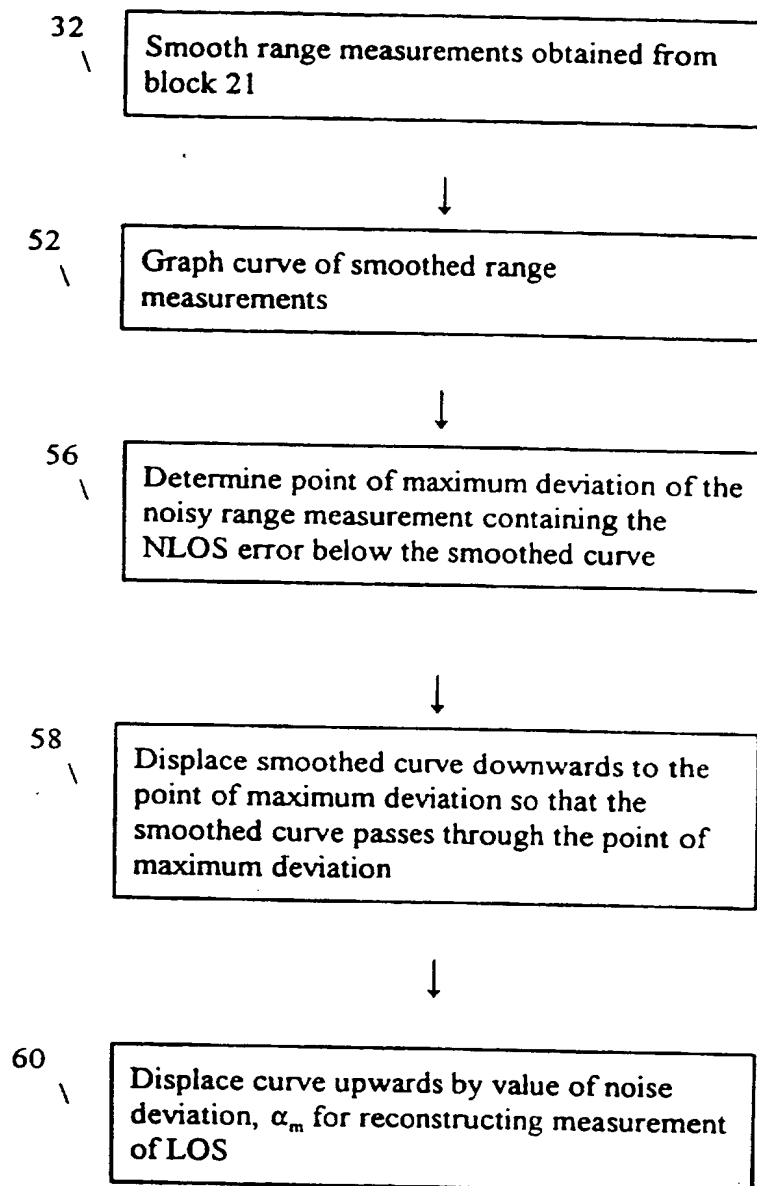 32
Smooth range measurements obtained from
block 21
52
Graph curve of smoothed range
measurements
56
Determine point of maximum deviation of the
noisy range measurement containing the
NLOS error below the smoothed curve
58
Displace smoothed curve downwards to the
point of maximum deviation so that the
smoothed curve passes through the point of
maximum deviation
60
Displace curve upwards by value of noise
deviation, αₘ for reconstructing measurement
of LOS